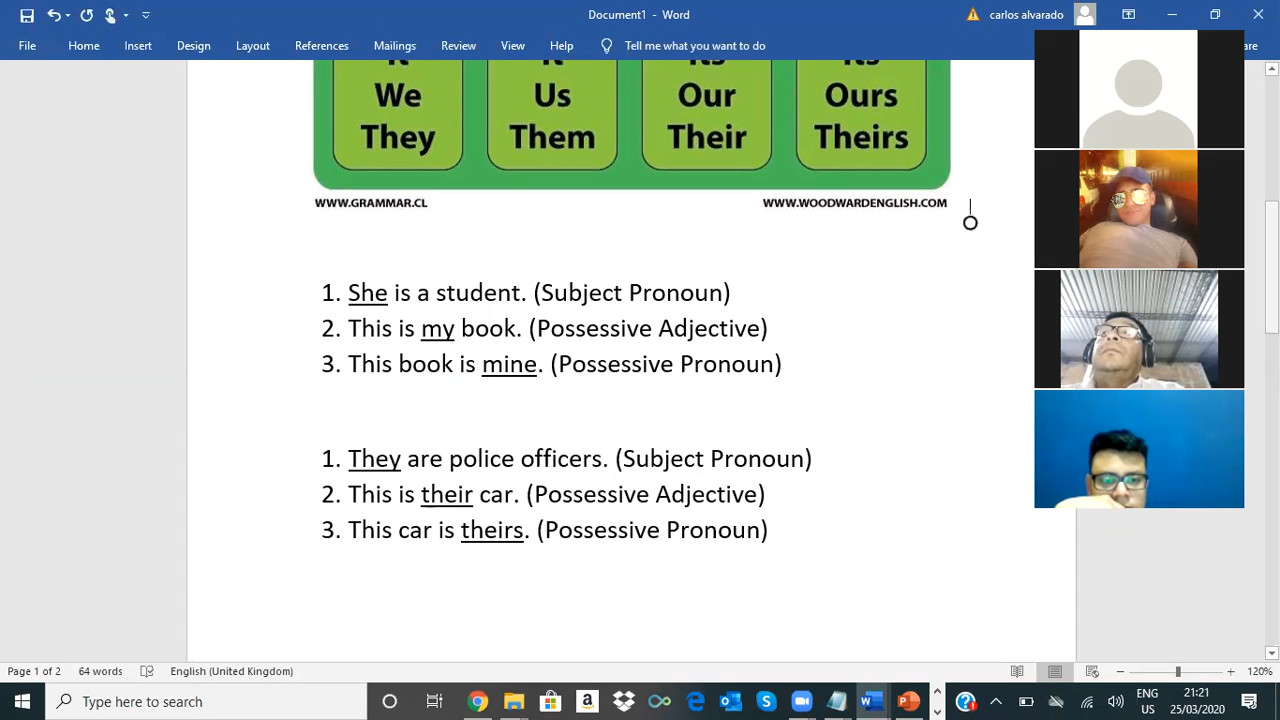 Document1 - Word
carlos alvarado
File Home Insert Design Layout References Mailings Review View Help Tell me what you want to do
It It Its Its
We Us Our Ours
They Them Their Theirs
WWW.GRAMMAR.CL WWW.WOODWARDENGLISH.COM
1. She is a student. (Subject Pronoun)
2. This is my book. (Possessive Adjective)
3. This book is mine. (Possessive Pronoun)
1. They are police officers. (Subject Pronoun)
2. This is their car. (Possessive Adjective)
3. This car is theirs. (Possessive Pronoun)
Page 1 of 2 64 words English (United Kingdom) 120%
Type here to search
ENG 21:21
US 25/03/2020